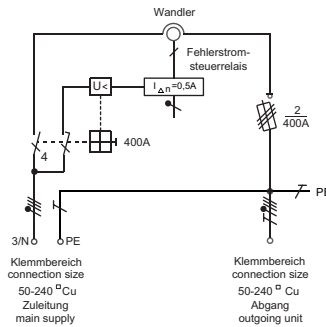 Wandler
Fehlerstrom-
steuerrelais
U<
I Δn =0,5A
2
400A
4
400A
PE
3/N
PE
Klemmbereich
connection size
50-240 □ Cu
Zuleitung
main supply
Klemmbereich
connection size
50-240 □ Cu
Abgang
outgoing unit